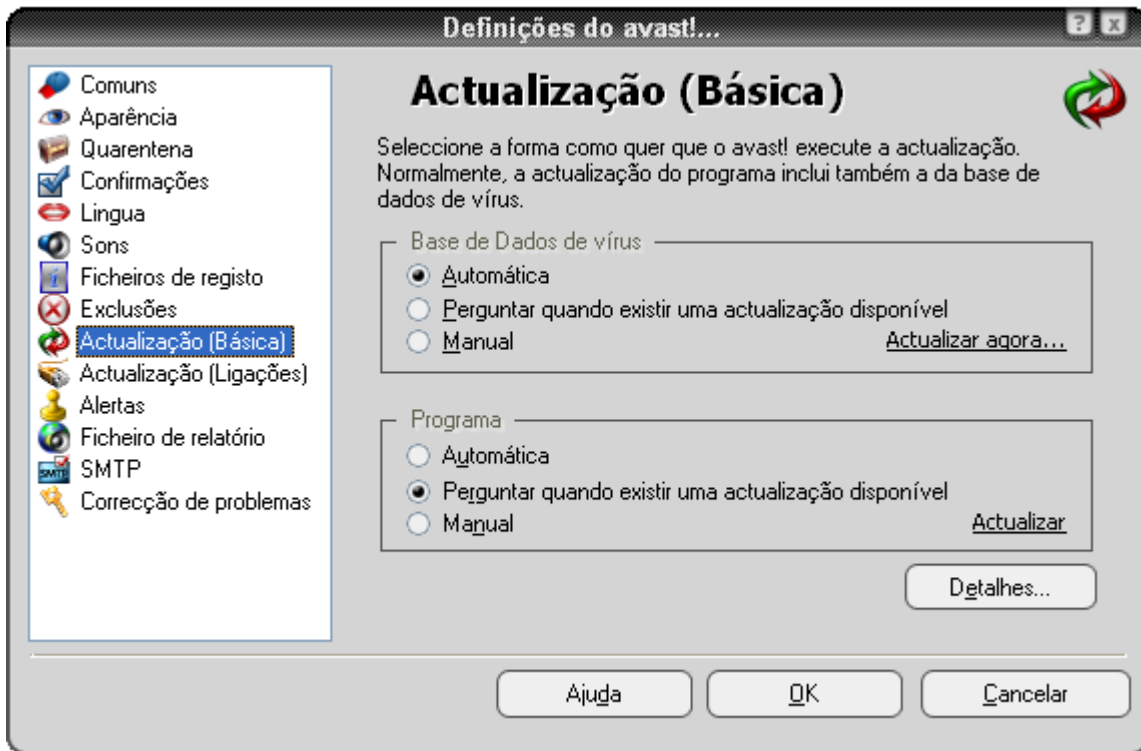 Definições do avast!...
Comuns
Aparência
Quarentena
Confirmações
Lingua
Sons
Ficheiros de registo
Exclusões
Actualização (Básica)
Actualização (Ligações)
Alertas
Ficheiro de relatório
SMTP
Correcção de problemas
Actualização (Básica)
Seleccione a forma como quer que o avast! execute a actualização.
Normalmente, a actualização do programa inclui também a da base de
dados de vírus.
Base de Dados de vírus
Automática
Perguntar quando existir uma actualização disponível
Manual
Actualizar agora...
Programa
Automática
Perguntar quando existir uma actualização disponível
Manual
Actualizar
Detalhes...
Ajuda
OK
Cancelar